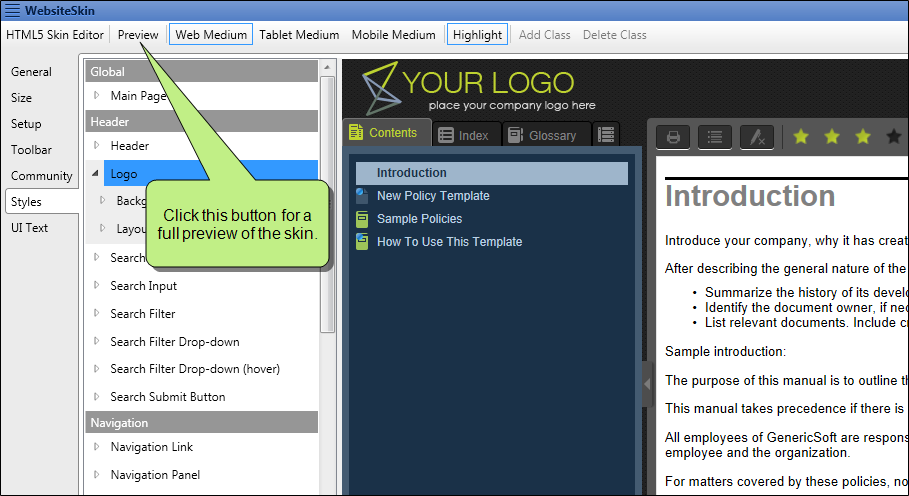 WebsiteSkin
HTML5 Skin Editor Preview Web Medium Tablet Medium Mobile Medium Highlight Add Class Delete Class
General
Size
Setup
Toolbar
Community
Styles
UI Text
Global
Main Page
Header
Header
Logo
Backg
Layou
Search
Search Input
Search Filter
Search Filter Drop-down
Search Filter Drop-down (hover)
Search Submit Button
Navigation
Navigation Link
Navigation Panel
Click this button for a
full preview of the skin.
YOUR LOGO
place your company logo here
Contents Index Glossary
Introduction
New Policy Template
Sample Policies
How To Use This Template
Introduction
Introduce your company, why it has creat
After describing the general nature of the
• Summarize the history of its develo
• Identify the document owner, if nec
• List relevant documents. Include cr
Sample introduction:
The purpose of this manual is to outline th
This manual takes precedence if there is
All employees of GenericSoft are respons
employee and the organization.
For matters covered by these policies, no